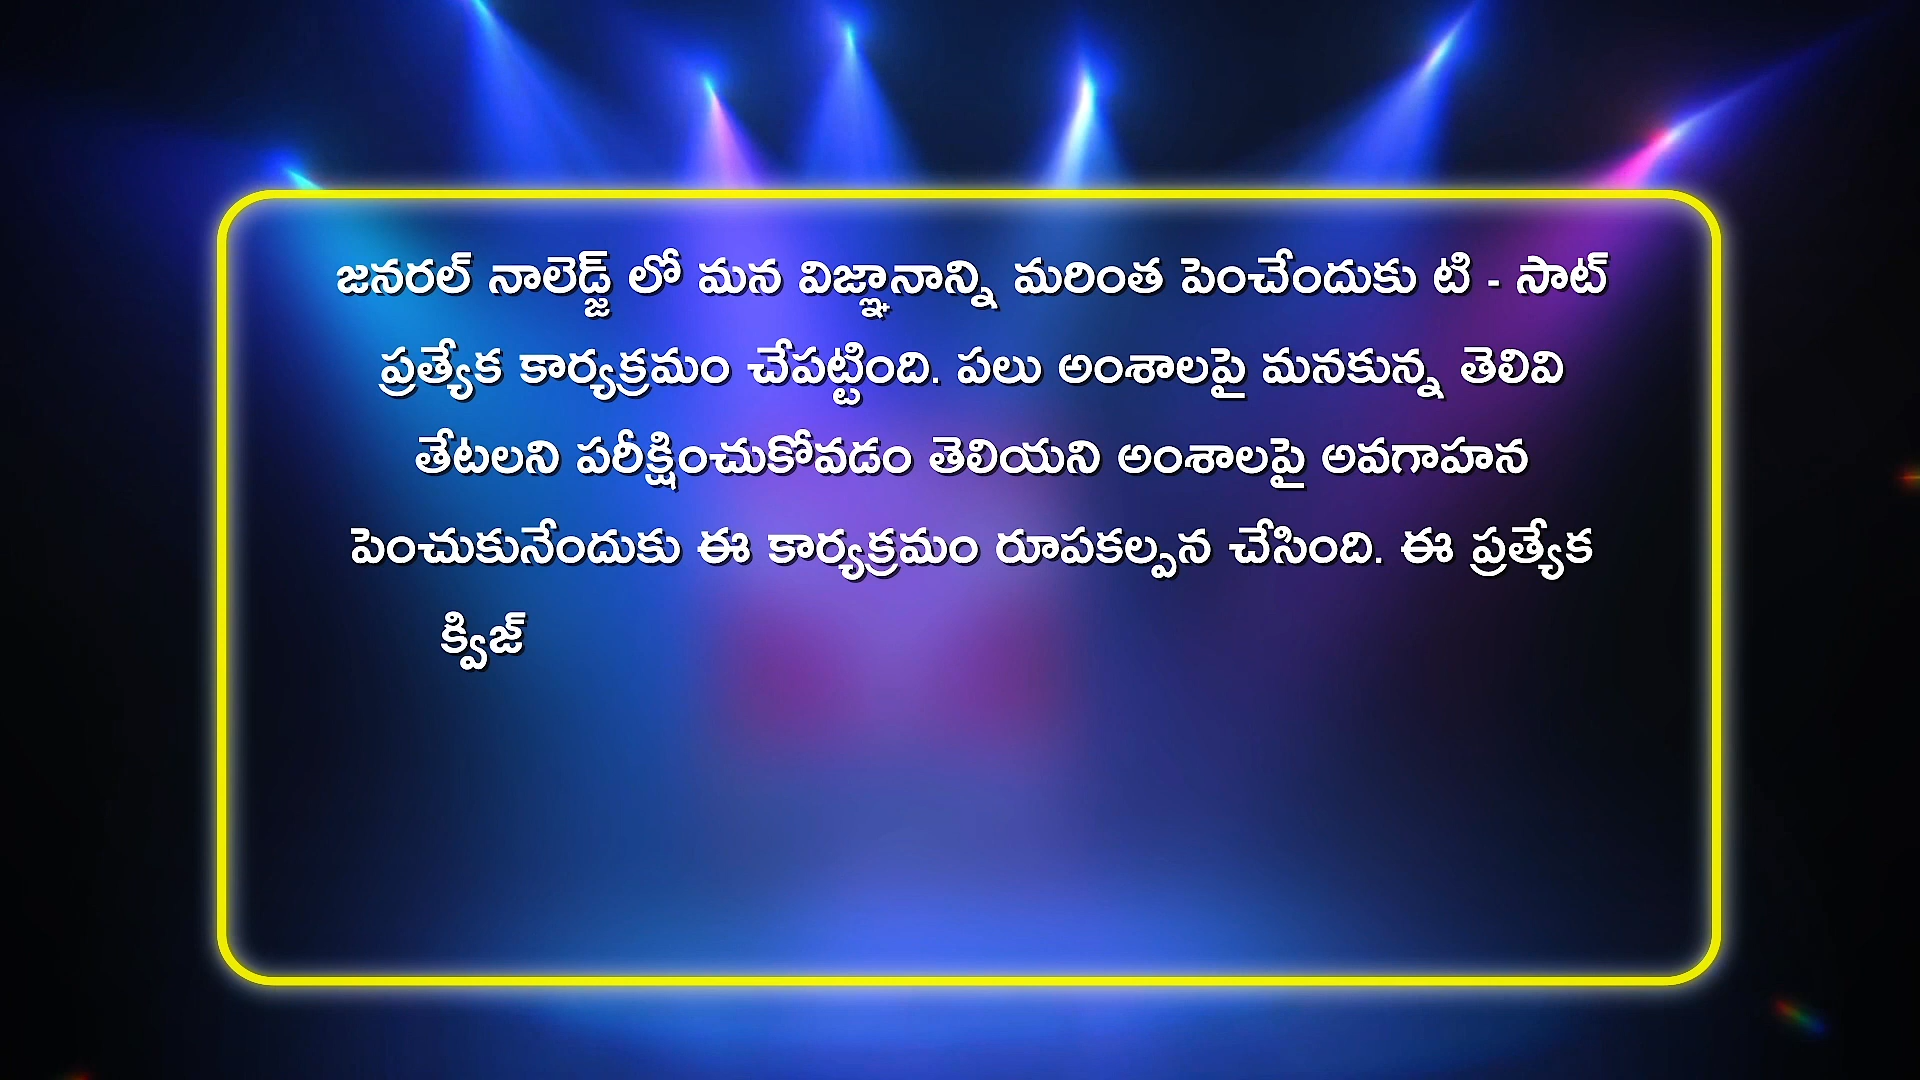 జనరల్ నాలెడ్జ్ లో మన విజ్ఞానాన్ని మరింత పెంచేందుకు టి - సాట్
ప్రత్యేక కార్యక్రమం చేపట్టింది. పలు అంశాలపై మనకున్న తెలివి
తేటలని పరీక్షించుకోవడం తెలియని అంశాలపై అవగాహన
పెంచుకునేందుకు ఈ కార్యక్రమం రూపకల్పన చేసింది. ఈ ప్రత్యేక
క్విజ్